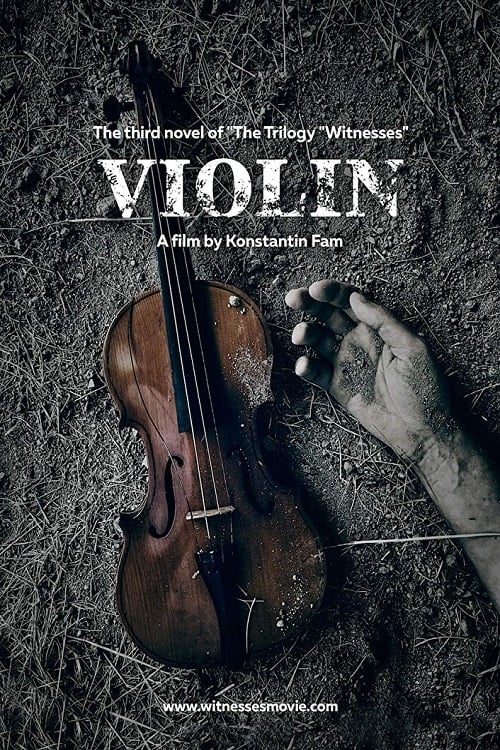 The third novel of "The Trilogy "Witnesses"
VIOLIN
A film by Konstantin Fam
www.witnessesmovie.com